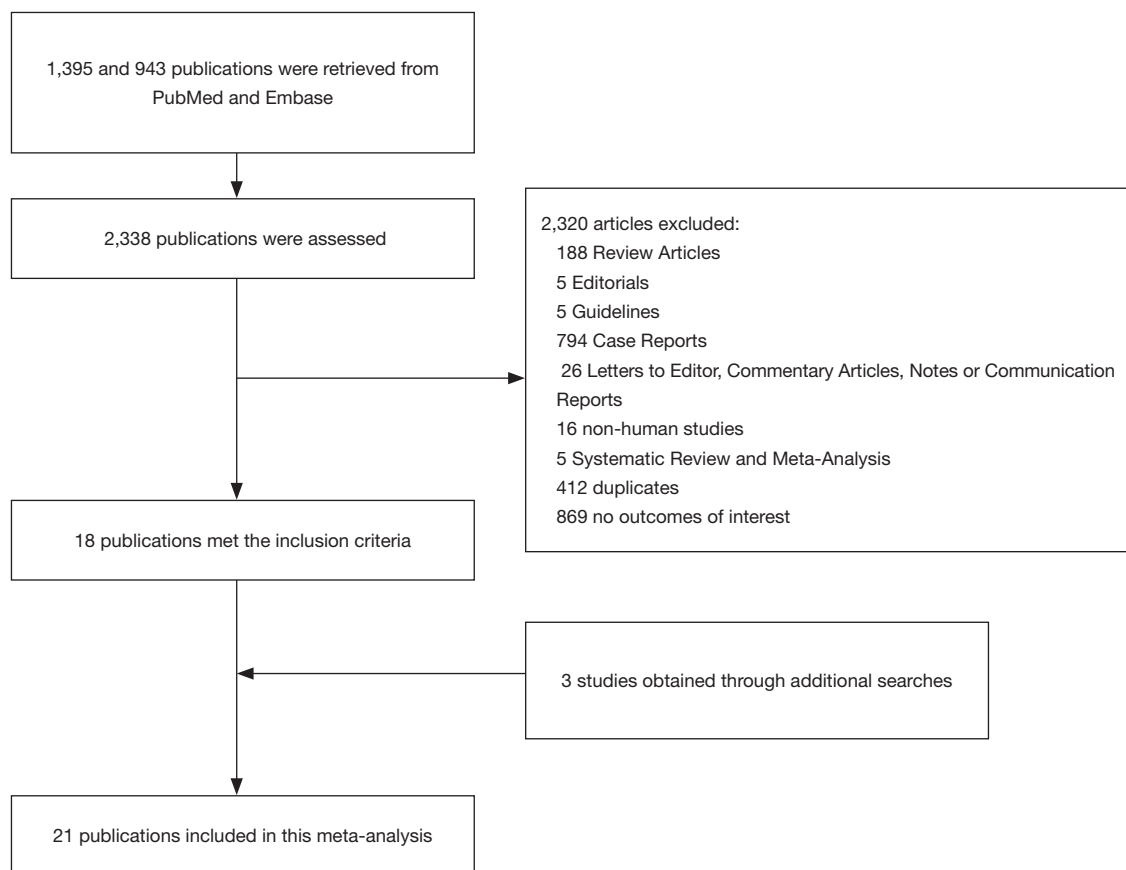 1,395 and 943 publications were retrieved from
PubMed and Embase
2,338 publications were assessed
2,320 articles excluded:
188 Review Articles
5 Editorials
5 Guidelines
794 Case Reports
26 Letters to Editor, Commentary Articles, Notes or Communication
Reports
16 non-human studies
5 Systematic Review and Meta-Analysis
412 duplicates
869 no outcomes of interest
18 publications met the inclusion criteria
3 studies obtained through additional searches
21 publications included in this meta-analysis